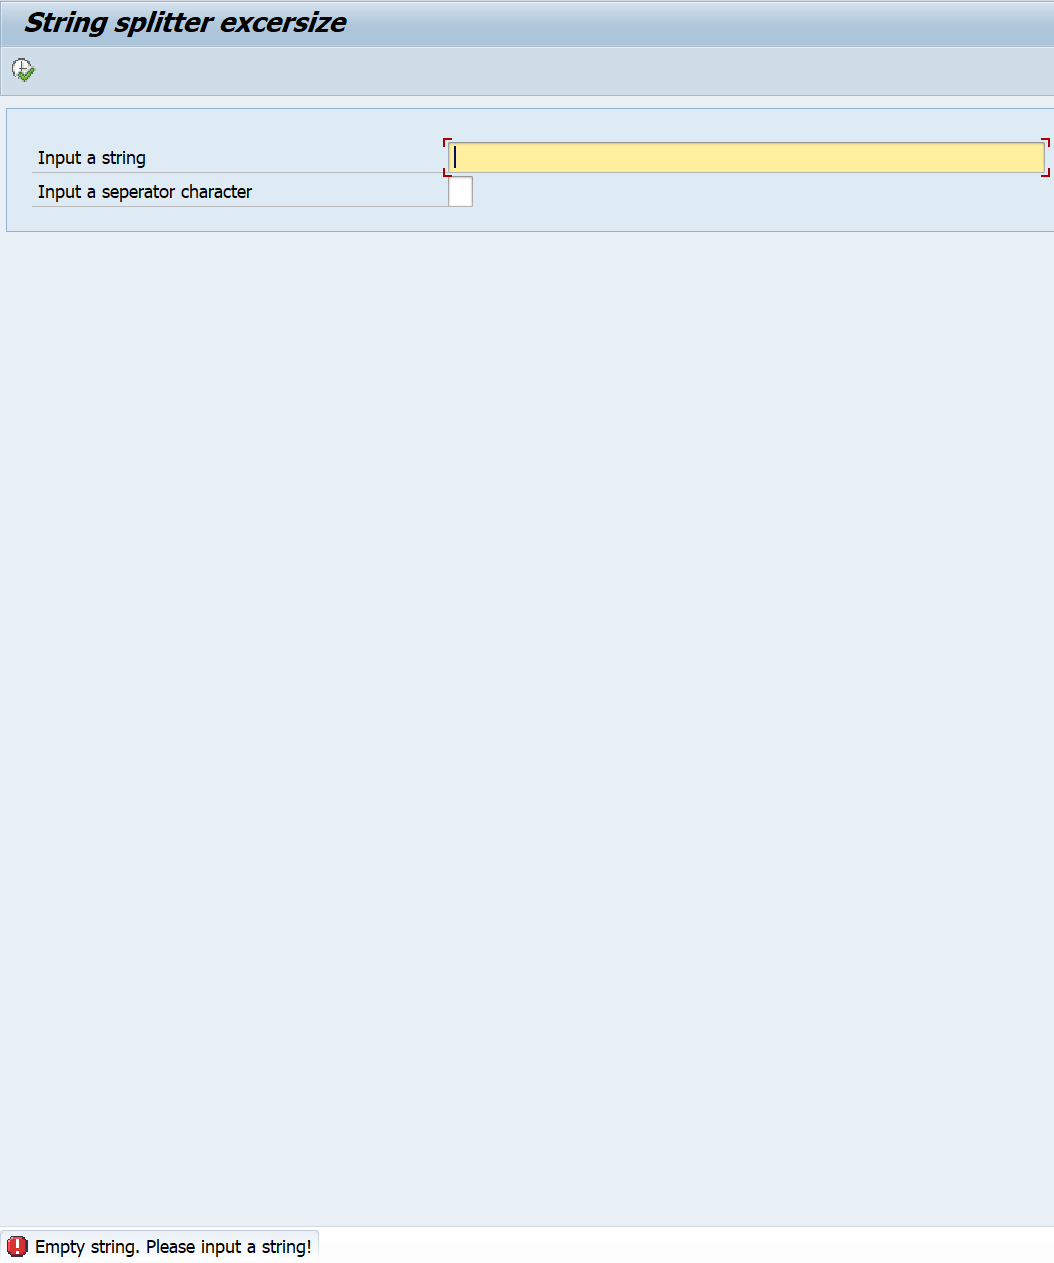 String splitter excersize
Input a string
Input a seperator character
Empty string. Please input a string!